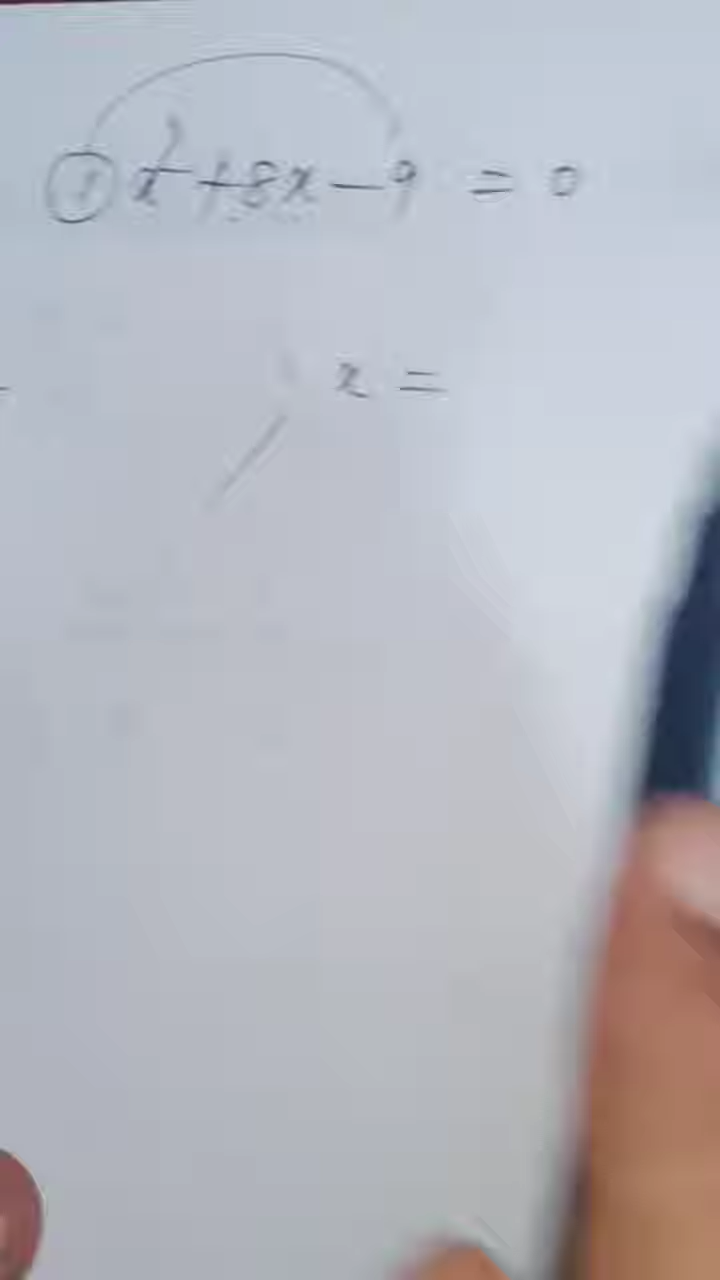 ① x² + 8x - 9 = 0
x =